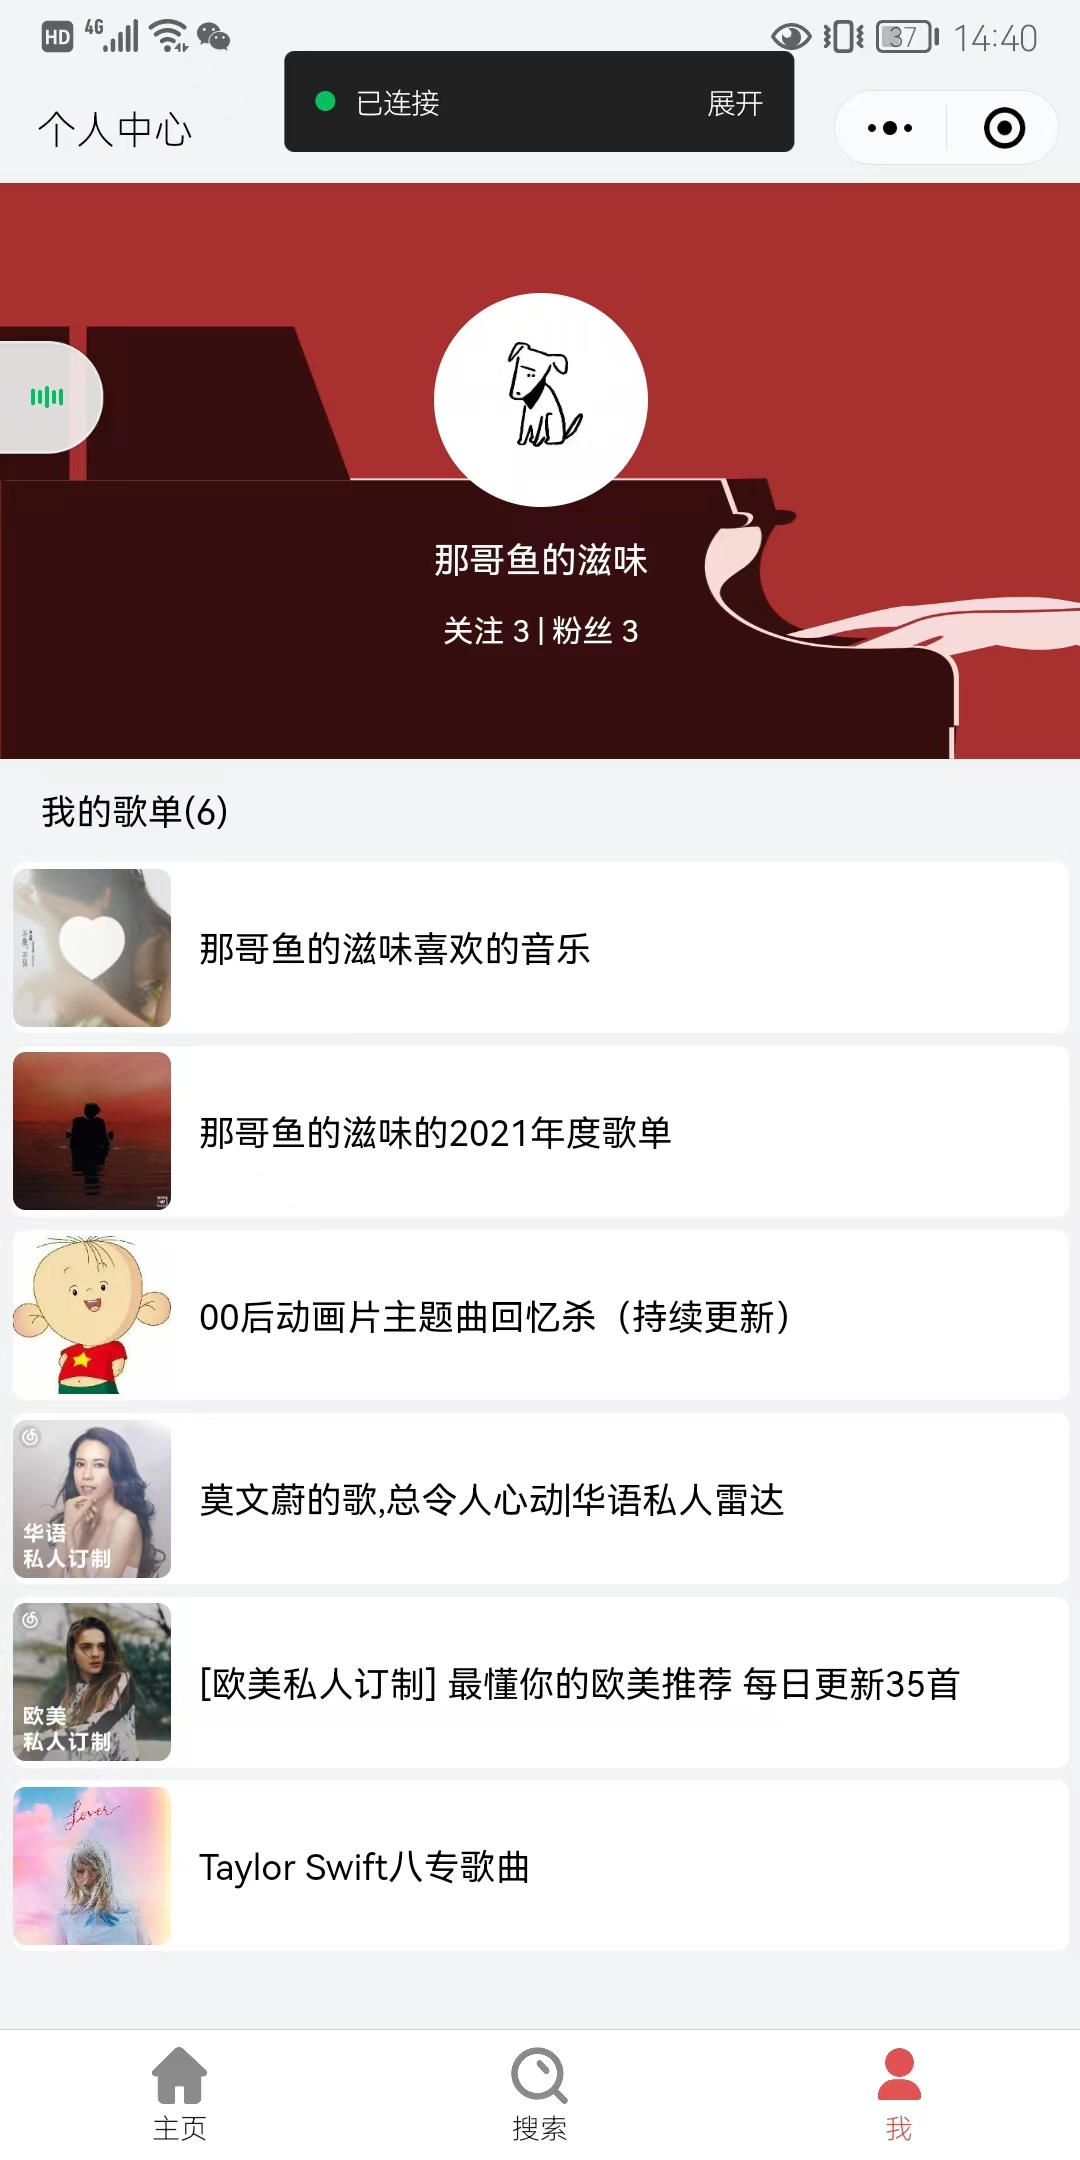 HD 4G 37 14:40
个人中心
已连接 展开
那哥鱼的滋味
关注 3 | 粉丝 3
我的歌单(6)
那哥鱼的滋味喜欢的音乐
那哥鱼的滋味的2021年度歌单
00后动画片主题曲回忆杀（持续更新）
华语
私人订制
莫文蔚的歌,总令人心动|华语私人雷达
欧美
私人订制
[欧美私人订制] 最懂你的欧美推荐 每日更新35首
Lover
Taylor Swift八专歌曲
主页 搜索 我